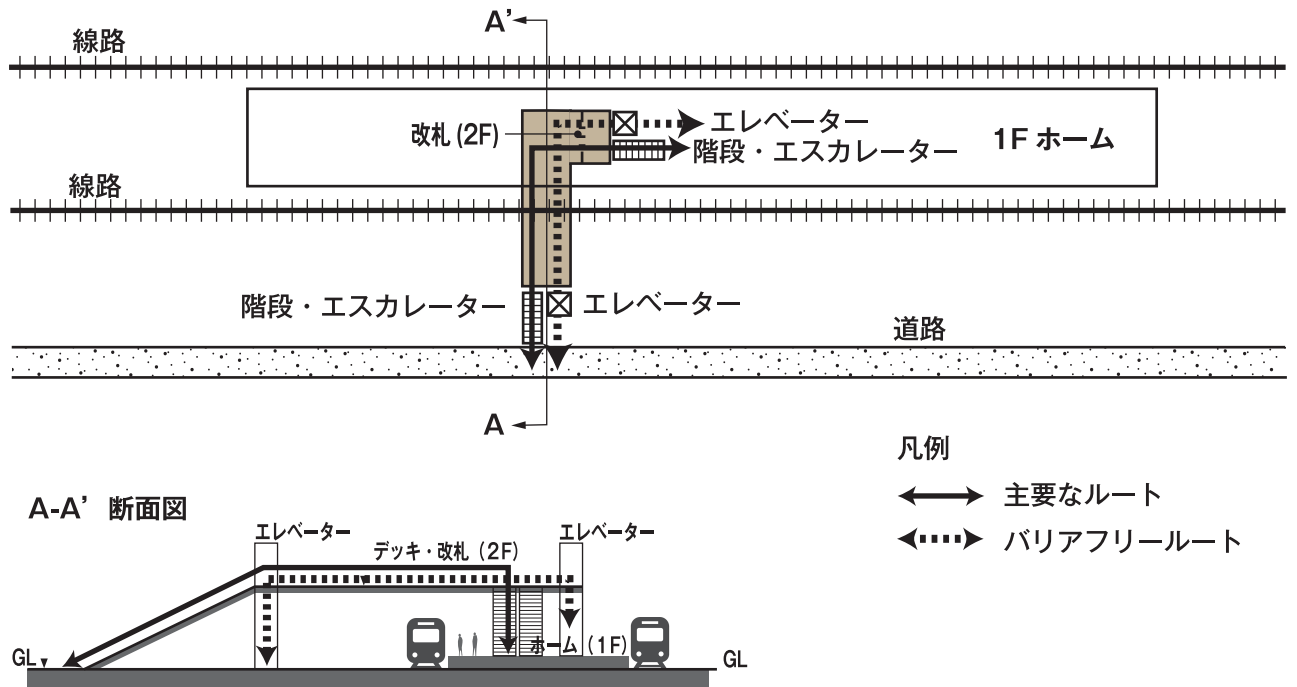 A’
線路
改札 (2F)
エレベーター
階段・エスカレーター
1F ホーム
線路
階段・エスカレーター
エレベーター
道路
A
凡例
主要なルート
バリアフリールート
A-A’ 断面図
エレベーター
デッキ・改札（2F）
エレベーター
ホーム（1F）
GL
GL